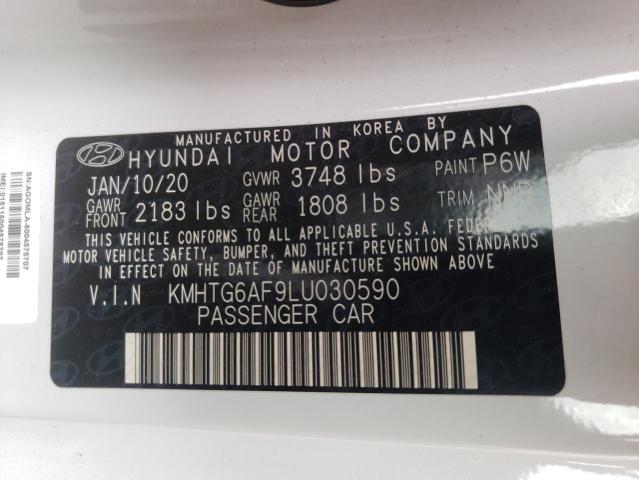 MANUFACTURED IN KOREA BY
HYUNDAI MOTOR COMPANY
JAN/10/20 GVWR 3748 lbs PAINT P6W
GAWR FRONT 2183 lbs GAWR REAR 1808 lbs TRIM
THIS VEHICLE CONFORMS TO ALL APPLICABLE U.S.A. FEDERAL
MOTOR VEHICLE SAFETY, BUMPER, AND THEFT PREVENTION STANDARDS
IN EFFECT ON THE DATE OF MANUFACTURE SHOWN ABOVE.
V.I.N KMHTG6AF9LU030590
PASSENGER CAR